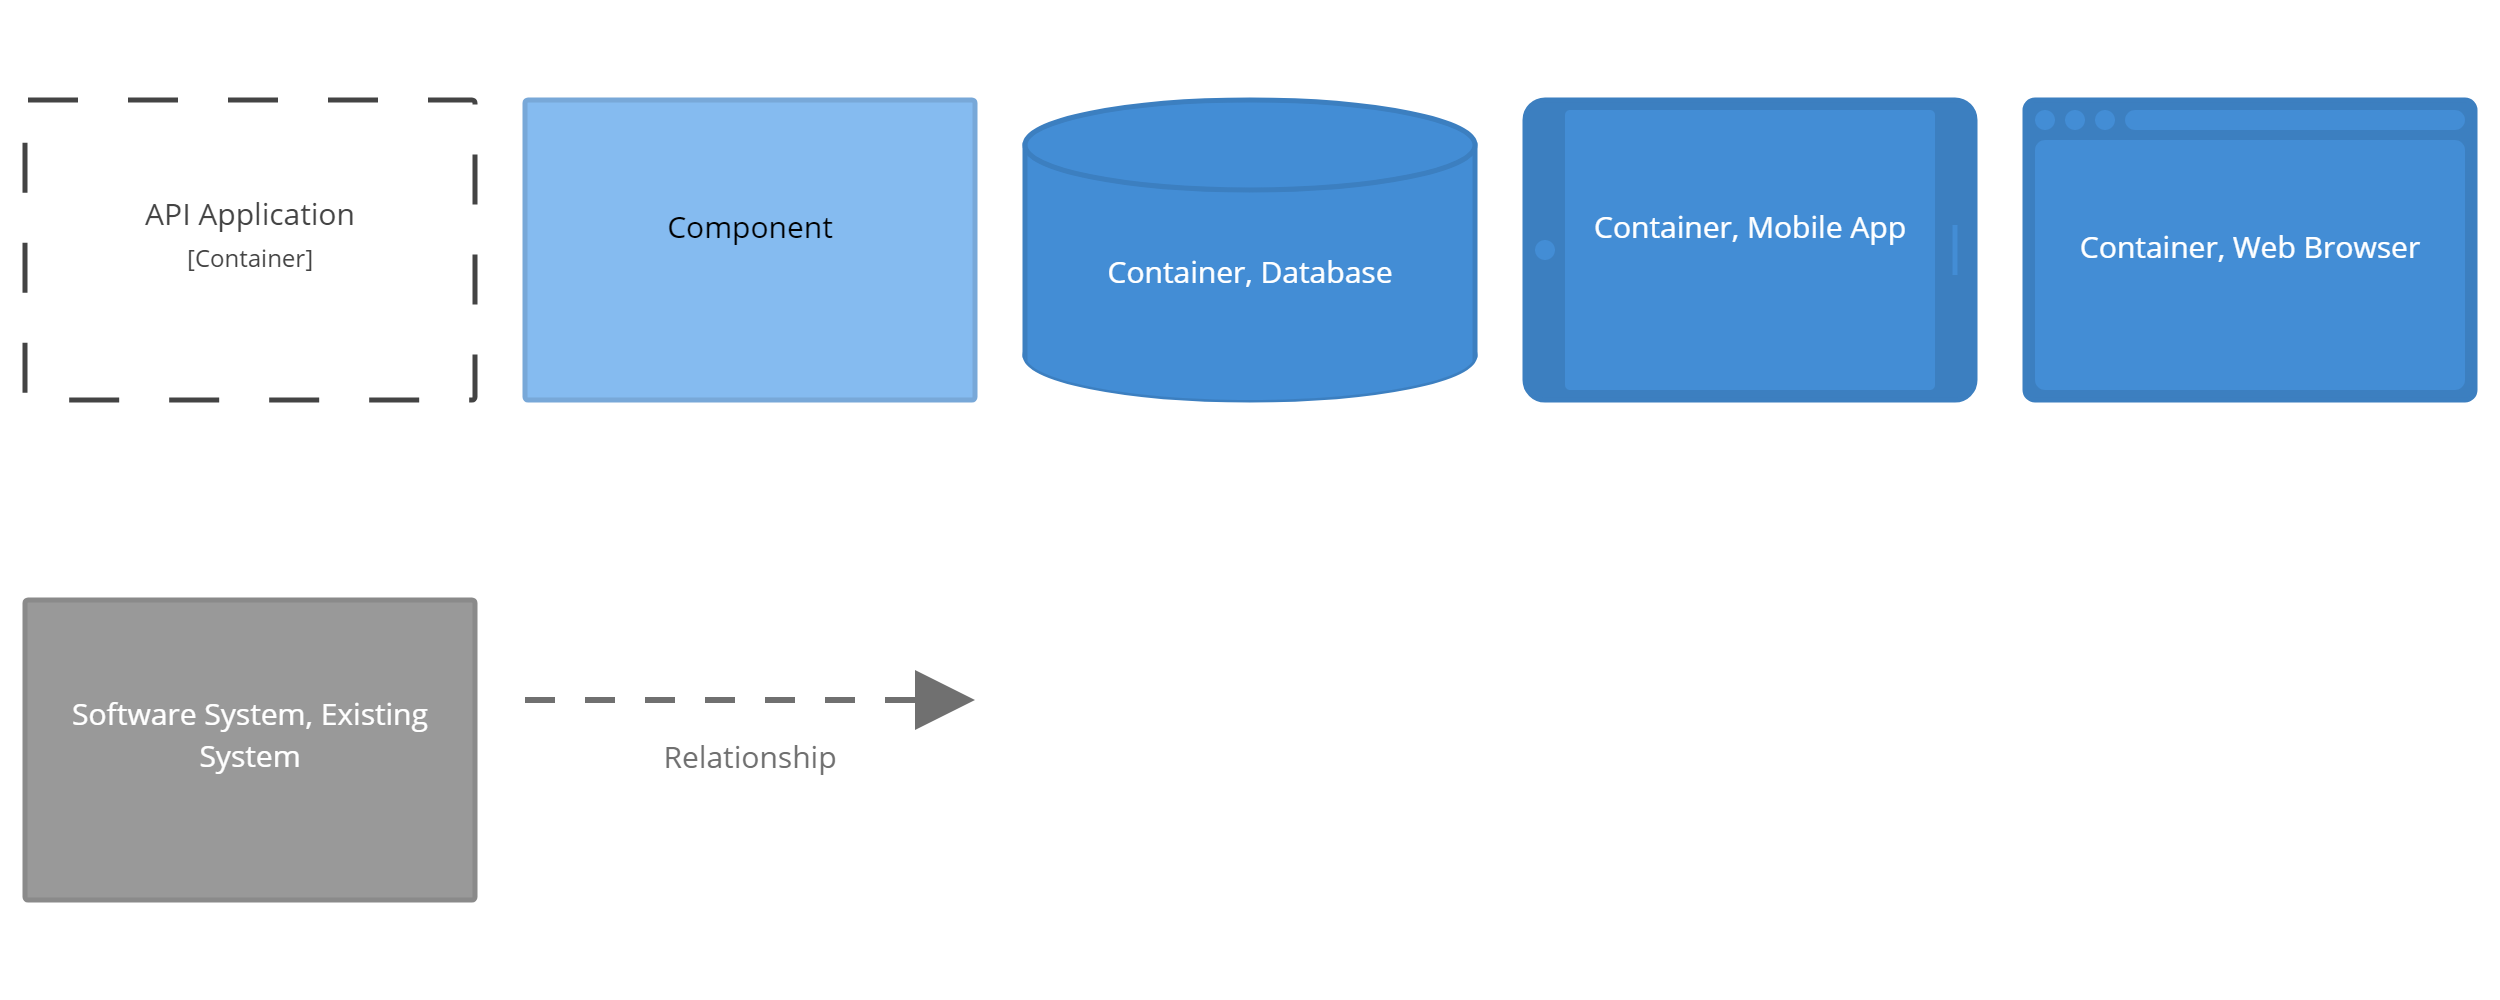 API Application
[Container]
Component
Container, Database
Container, Mobile App
Container, Web Browser
Software System, Existing
System
Relationship